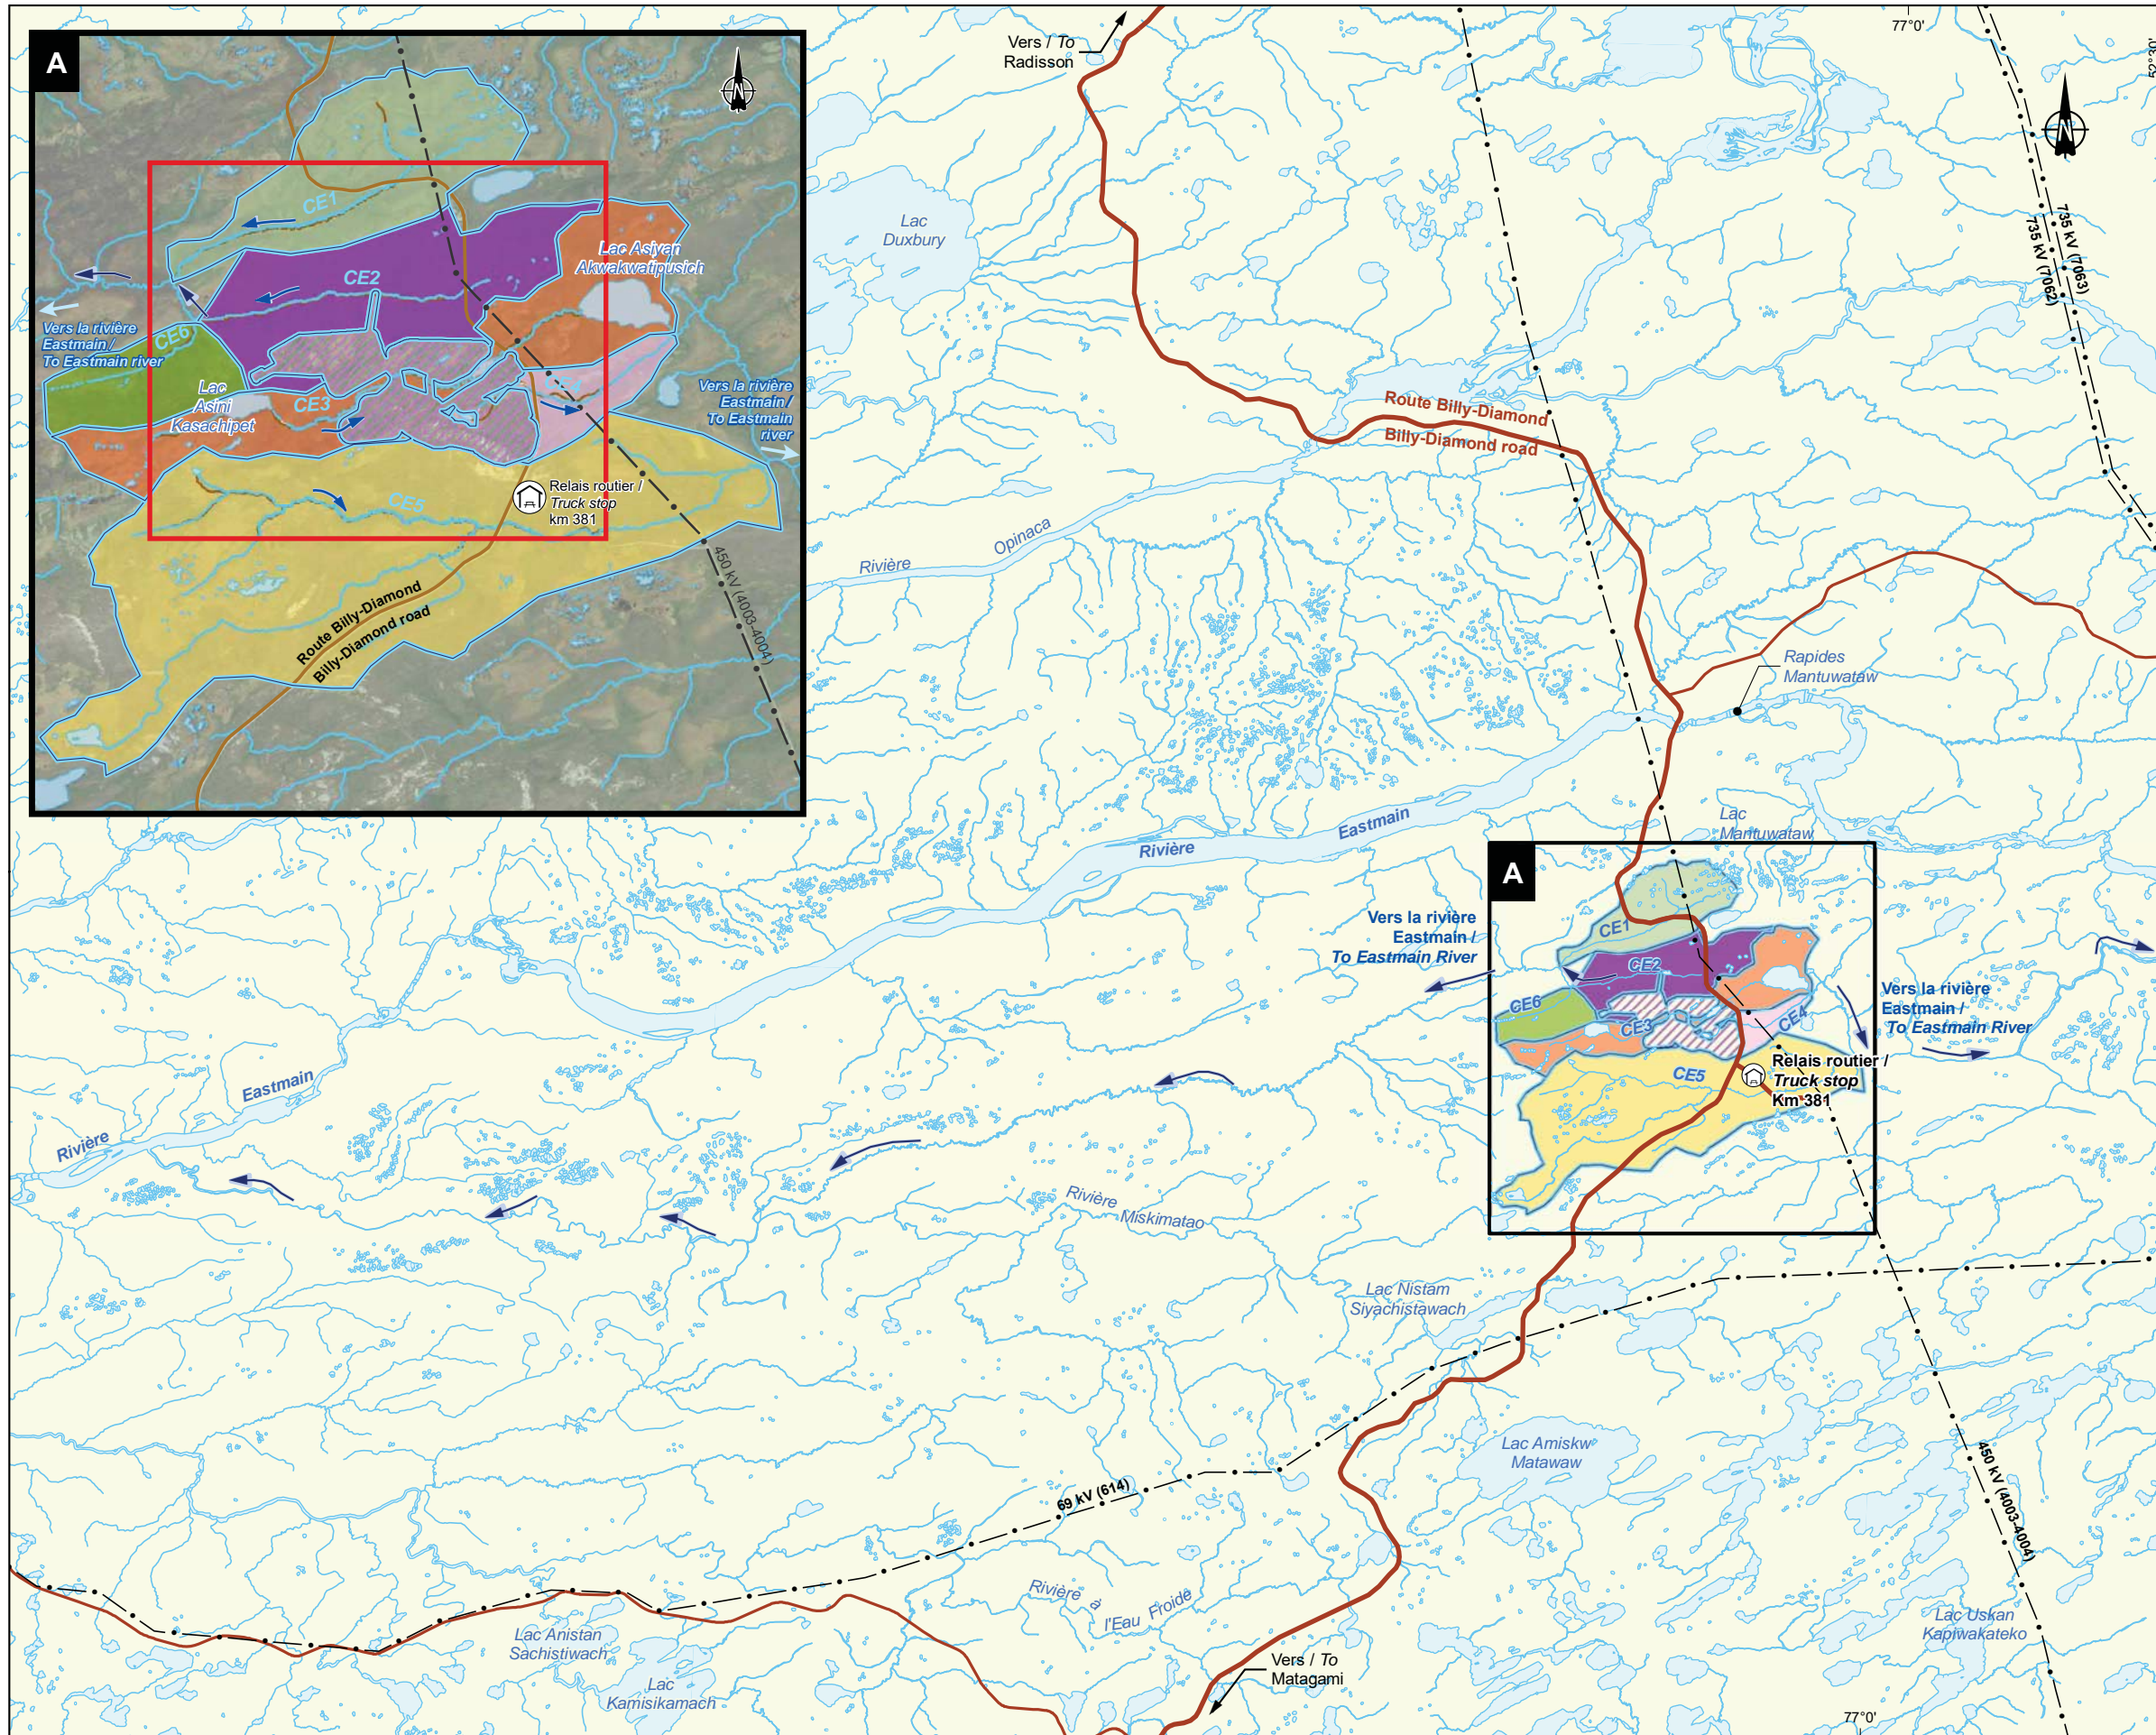 A
N
CE1
Lac Asiyan
Akwakwatipusich
CE2
Vers la rivière
Eastmain /
To Eastmain river
CE6
Lac
Asini
Kasachipet
CE3
Vers la rivière
Eastmain /
To Eastmain
river
CE5
Relais routier /
Truck stop
km 381
450 kV (4003-4004)
Route Billy-Diamond
Billy-Diamond road
Vers / To
Radisson
77°0'
52°30'
N
735 kV (7063)
735 kV (7062)
Lac
Duxbury
Route Billy-Diamond
Billy-Diamond road
Rivière
Opinaca
Rapides
Mantuwataw
Lac
Mantuwataw
Rivière
Eastmain
A
Vers la rivière
Eastmain /
To Eastmain River
CE1
CE2
CE6
CE3
CE4
CE5
Vers la rivière
Eastmain /
To Eastmain River
Relais routier /
Truck stop
Km 381
Eastmain
Rivière
Rivière
Miskimatao
Lac Nistam
Siyachistawach
Lac Amiskw
Matawaw
69 kV (614)
450 kV (4003-4004)
Rivière à
l'Eau Froide
Lac Anistan
Sachistiwach
Lac
Kamisikamach
Vers / To
Matagami
Lac Uskan
Kapiwakateko
77°0'